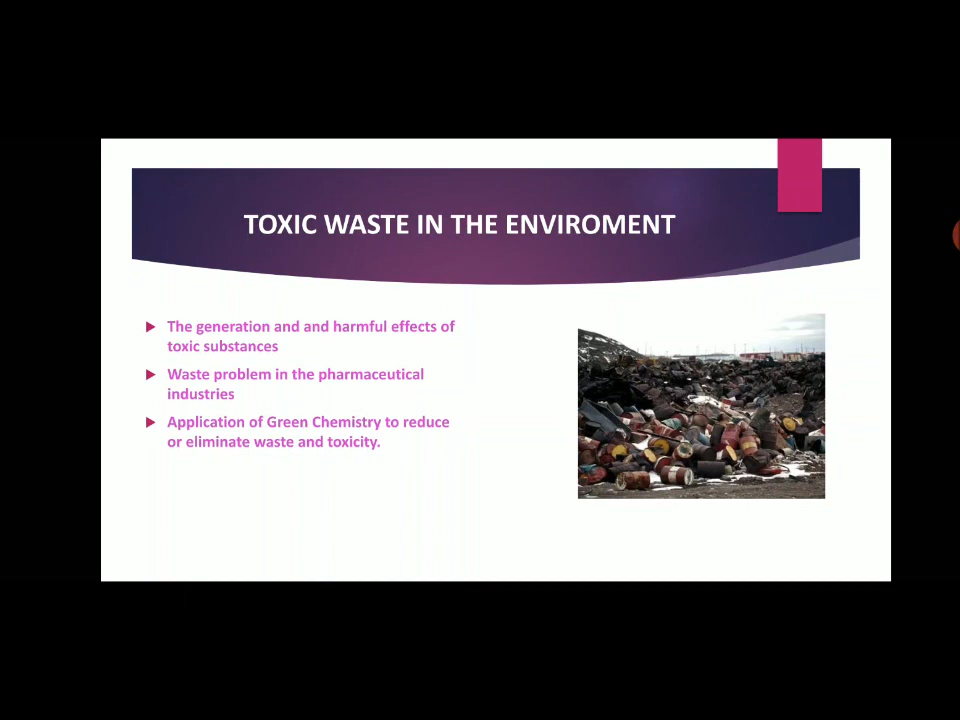 TOXIC WASTE IN THE ENVIROMENT
The generation and and harmful effects of
toxic substances
Waste problem in the pharmaceutical
industries
Application of Green Chemistry to reduce
or eliminate waste and toxicity.